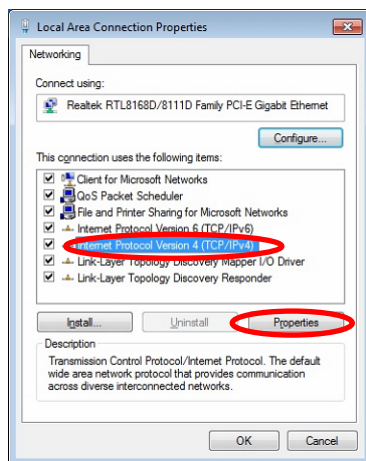 Local Area Connection Properties
Networking
Connect using:
Realtek RTL8168D/8111D Family PCI-E Gigabit Ethernet
Configure...
This connection uses the following items:
Client for Microsoft Networks
QoS Packet Scheduler
File and Printer Sharing for Microsoft Networks
Internet Protocol Version 6 (TCP/IPv6)
Internet Protocol Version 4 (TCP/IPv4)
Link-Layer Topology Discovery Mapper I/O Driver
Link-Layer Topology Discovery Responder
Install...
Uninstall
Properties
Description
Transmission Control Protocol/Internet Protocol. The default
wide area network protocol that provides communication
across diverse interconnected networks.
OK
Cancel